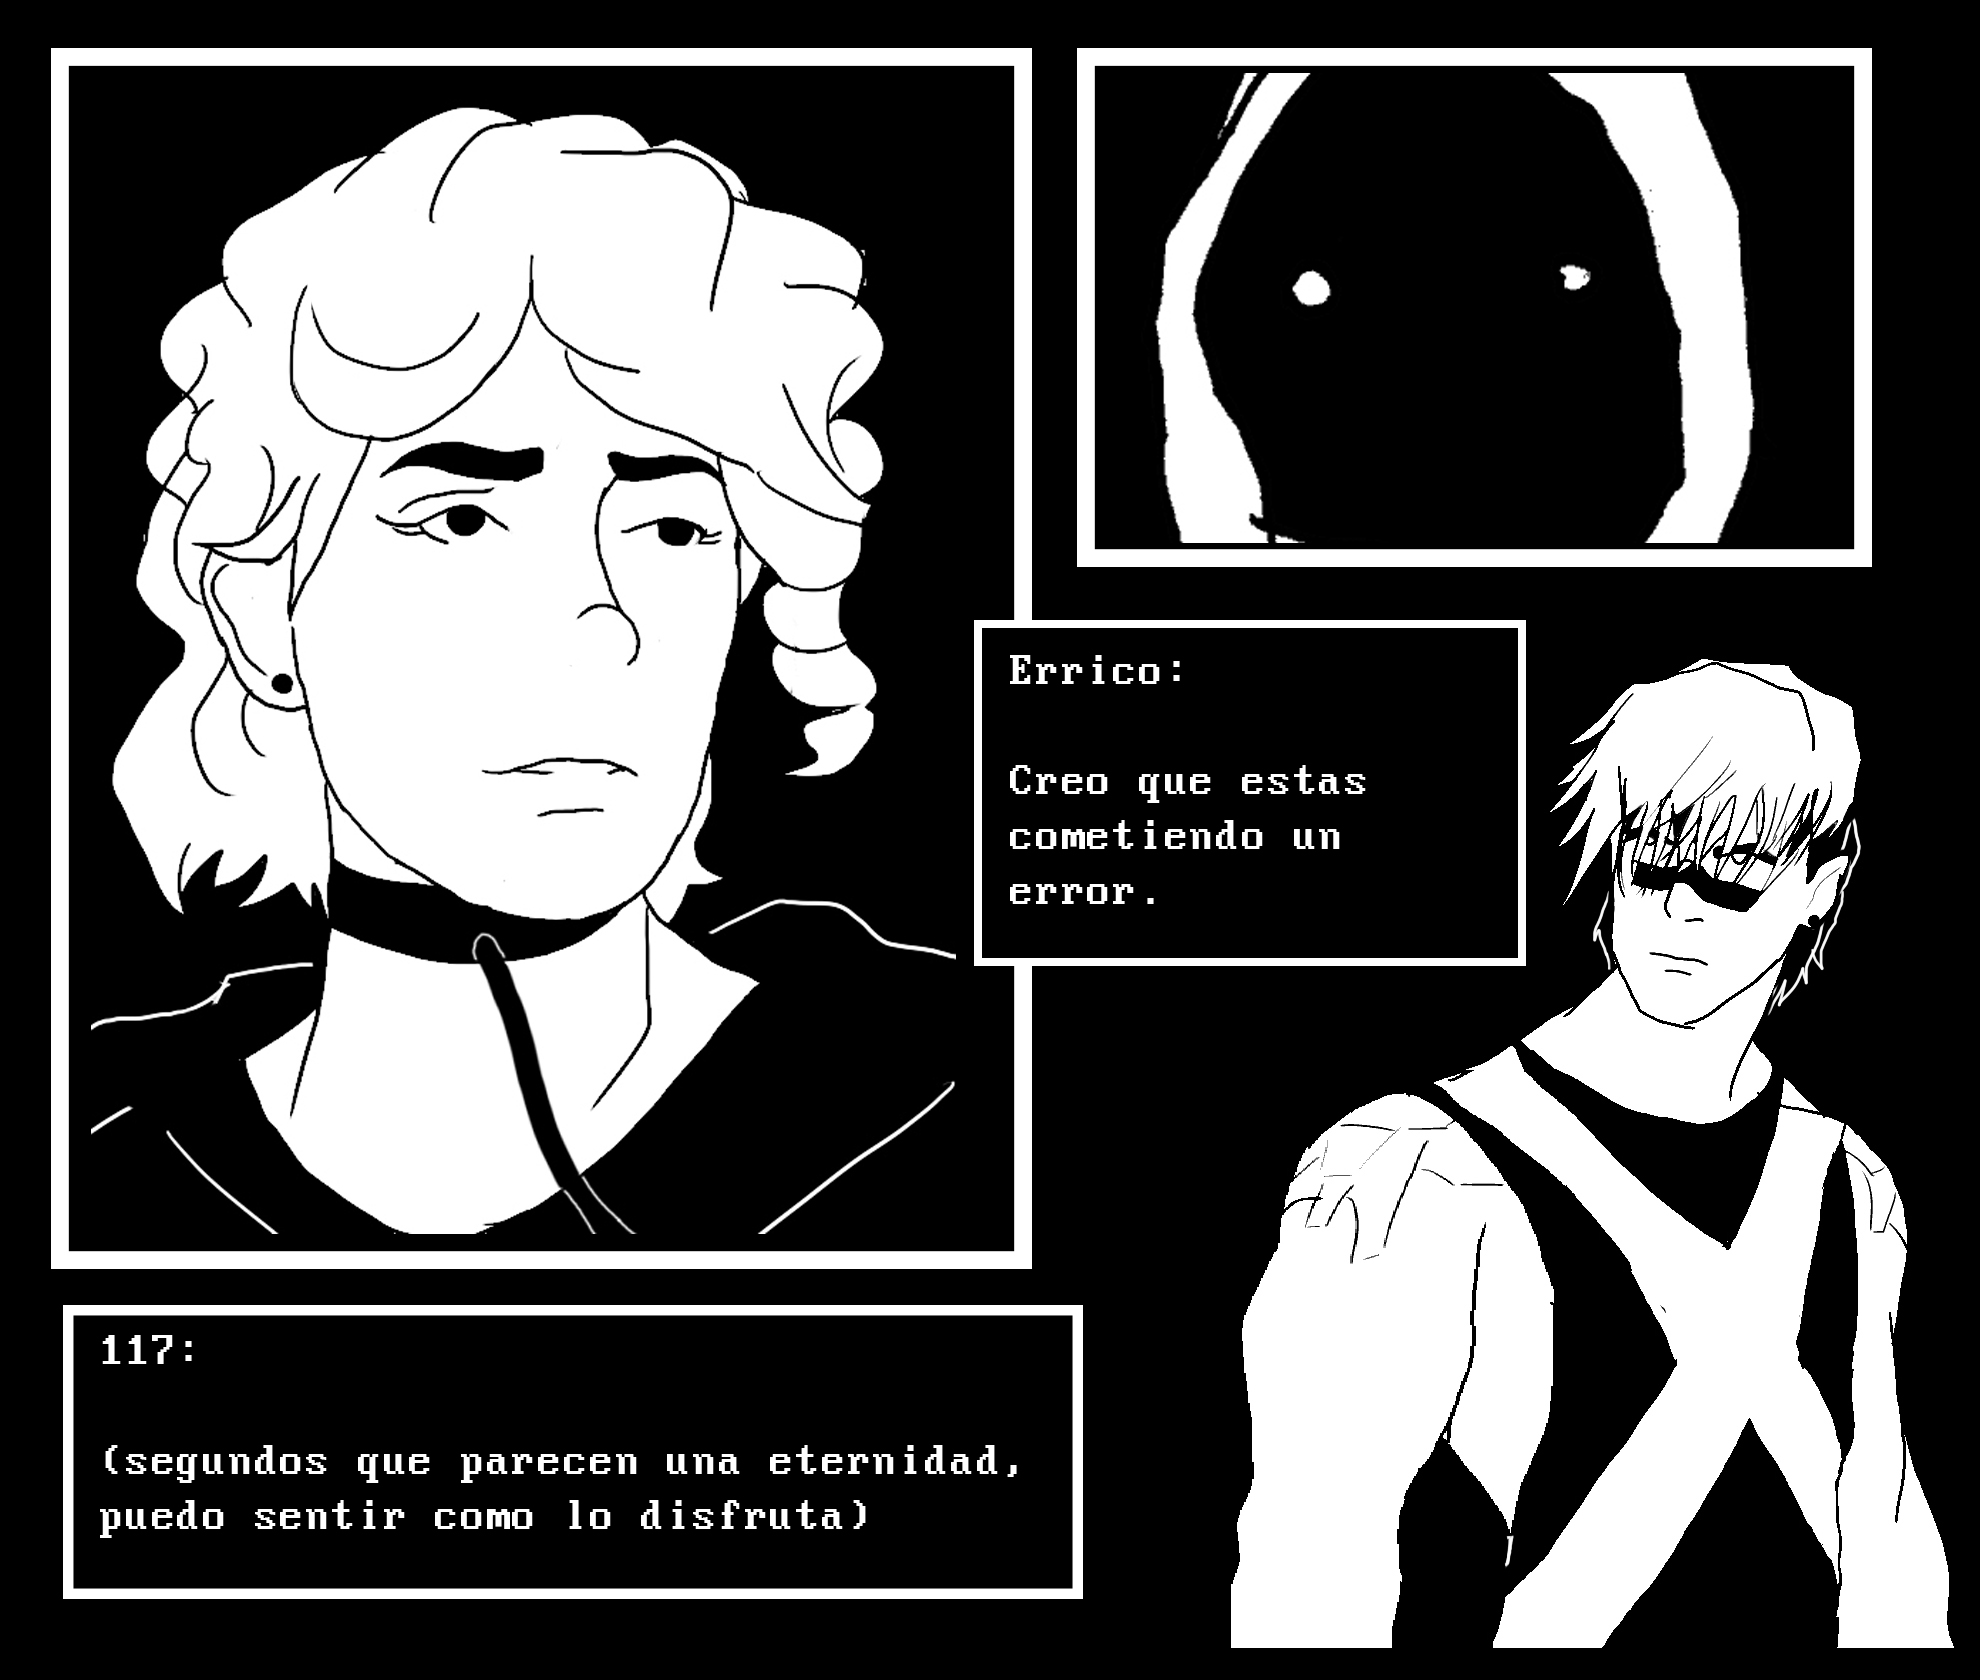 Errico:
Creo que estas
cometiendo un
error.
117:
(segundos que parecen una eternidad,
puedo sentir como lo disfruta)